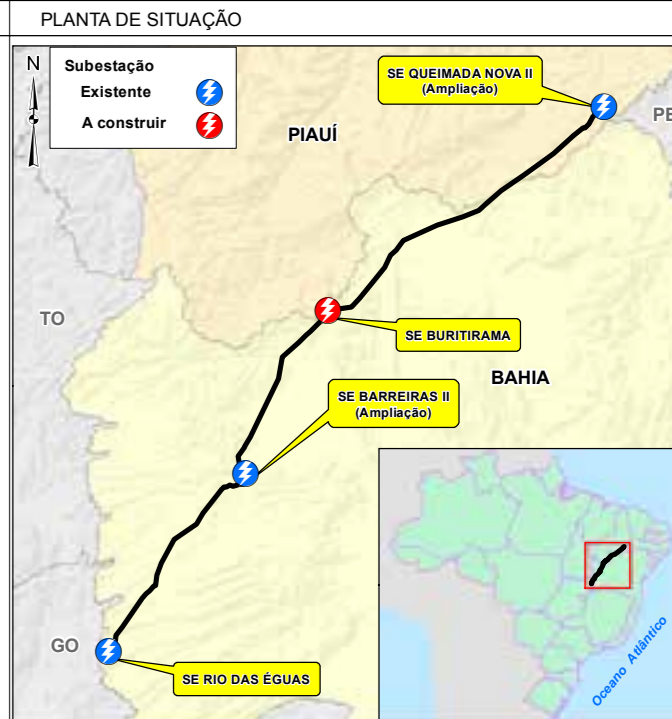 PLANTA DE SITUAÇÃO
N
Subestação
Existente
A construir
SE QUEIMADA NOVA II
(Ampliação)
PE
PIAUÍ
TO
SE BURITIRAMA
BAHIA
SE BARREIRAS II
(Ampliação)
GO
SE RIO DAS ÉGUAS
Oceano Atlântico